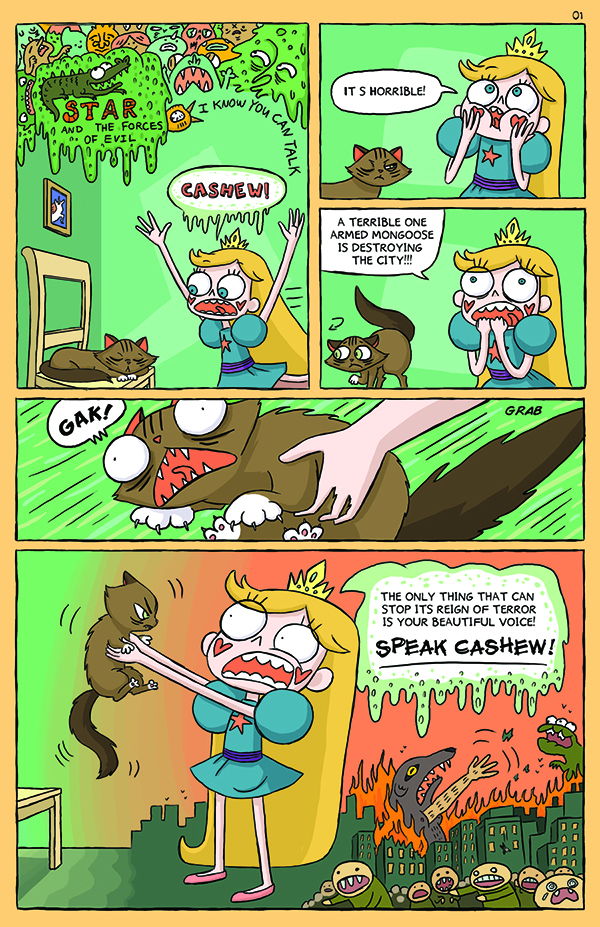 01
STAR
AND THE FORCES
OF EVIL
I KNOW YOU CAN TALK
CASHEW!
IT S HORRIBLE!
A TERRIBLE ONE
ARMED MONGOOSE
IS DESTROYING
THE CITY!!!
GAK!
GRAB
THE ONLY THING THAT CAN
STOP ITS REIGN OF TERROR
IS YOUR BEAUTIFUL VOICE!
SPEAK CASHEW!